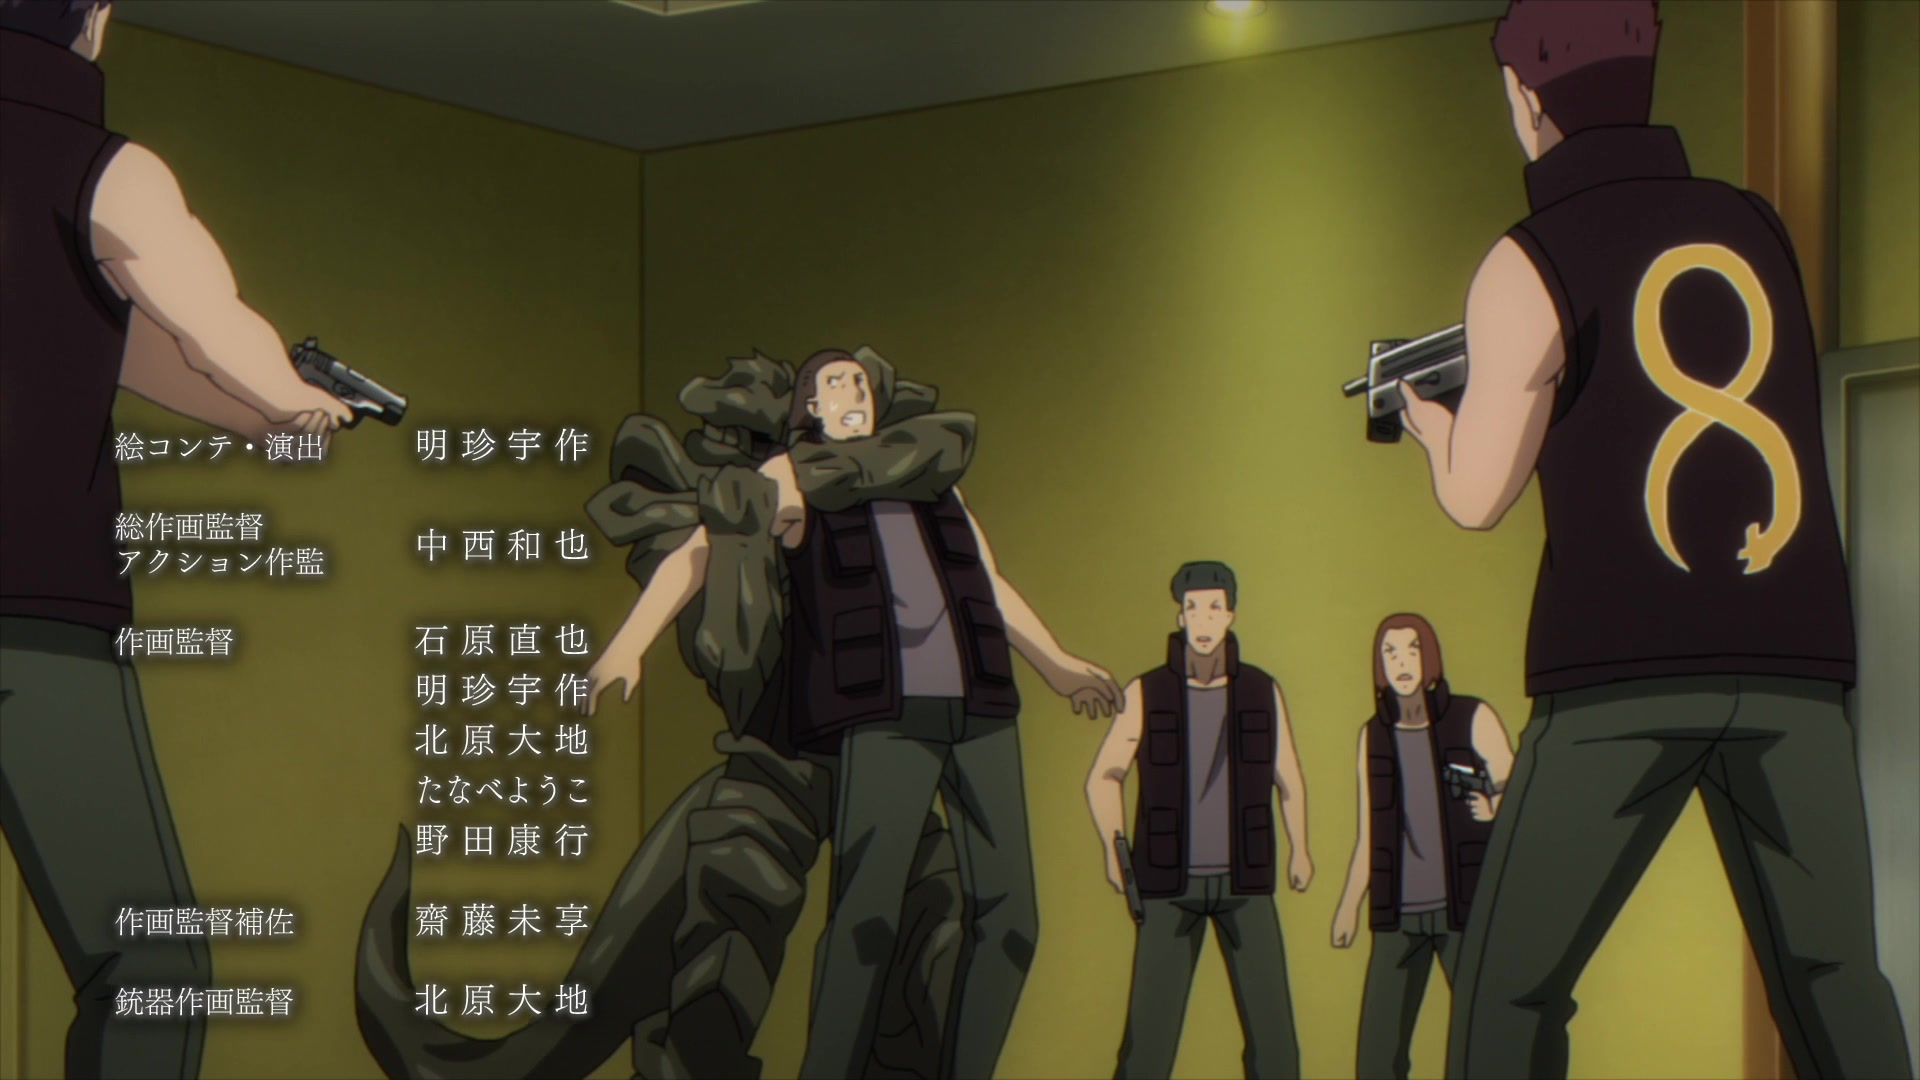 絵コンテ・演出 明珍宇作
総作画監督
アクション作監 中西和也
作画監督 石原直也
明珍宇作
北原大地
たなべようこ
野田康行
作画監督補佐 齋藤未享
銃器作画監督 北原大地